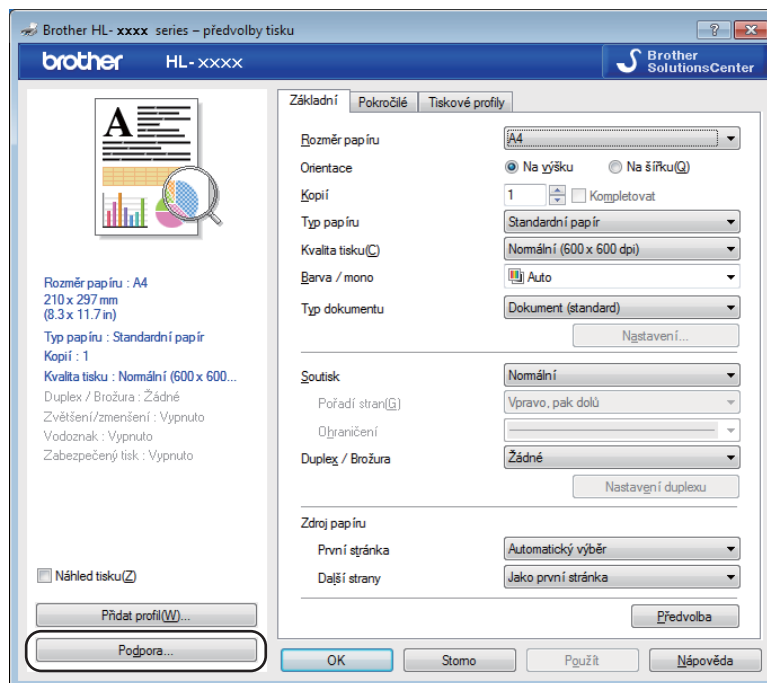 Brother HL- xxxx series – předvolby tisku
brother HL-xxxx
Brother
SolutionsCenter
A
Rozměr papíru : A4
210 x 297 mm
(8.3 x 11.7 in)
Typ papíru : Standardní papír
Kopií : 1
Kvalita tisku : Normální (600 x 600...
Duplex / Brožura : Žádné
Zvětšení/zmenšení : Vypnuto
Vodoznak : Vypnuto
Zabezpečený tisk : Vypnuto
Náhled tisku(Z)
Přidat profil(W)...
Podpora...
Základní Pokročilé Tiskové profily
Rozměr papíru A4
Orientace Na výšku Na šířku(Q)
Kopií 1 Kompletovat
Typ papíru Standardní papír
Kvalita tisku(C) Normální (600 x 600 dpi)
Barva / mono Auto
Typ dokumentu Dokument (standard)
Nastavení...
Soutisk Normální
Pořadí stran(G) Vpravo, pak dolů
Ohraničení
Duplex / Brožura Žádné
Nastavení duplexu
Zdroj papíru
První stránka Automatický výběr
Další strany Jako první stránka
Předvolba
OK Storno Použít Nápověda